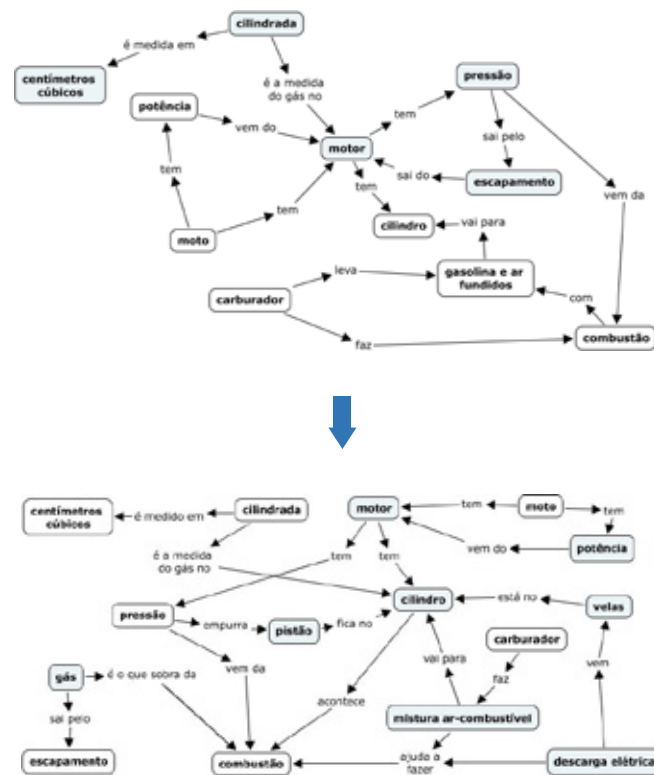 cilindrada
é medida em
centímetros
cúbicos
é a medida
do gás no
pressão
potência
tem
vem do
motor
sai pelo
tem
sai do
escapamento
tem
vem da
tem
cilindro
vai para
moto
gasolina e ar
fundidos
leva
carburador
com
faz
combustão
centímetros
cúbicos
é medido em
cilindrada
motor
tem
moto
tem
vem do
potência
é a medida
do gás no
tem
tem
cilindro
está no
velas
pressão
empurra
pistão
fica no
carburador
vai para
vem da
gás
é o que sobra da
faz
vem
sai pelo
acontece
mistura ar-combustível
escapamento
combustão
ajuda a
fazer
descarga elétrica